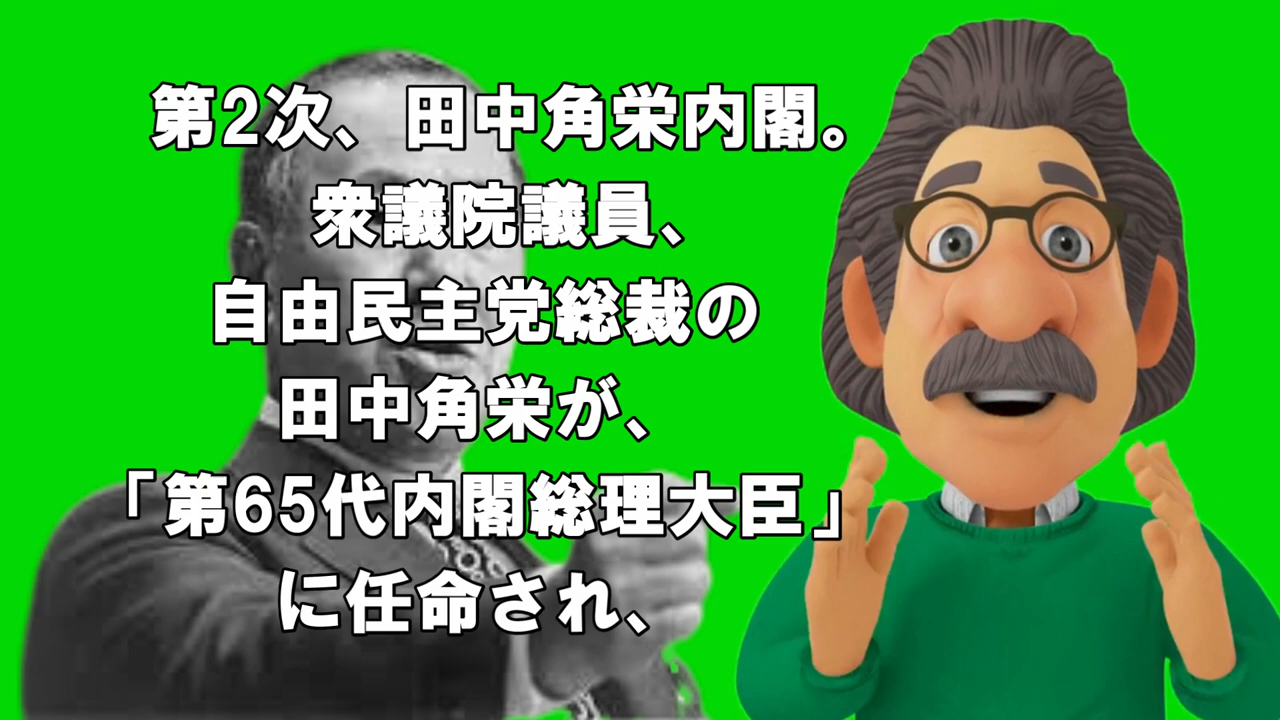 第2次、田中角栄内閣。
衆議院議員、
自由民主党総裁の
田中角栄が、
「第65代内閣総理大臣」
に任命され、